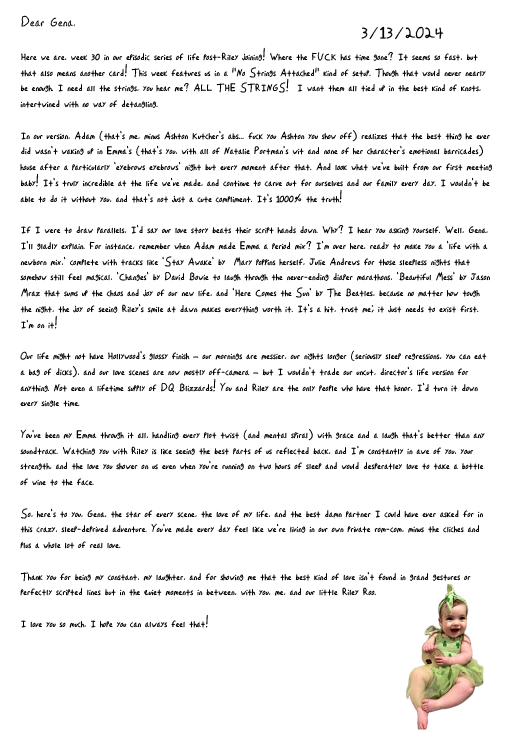 Dear Gena,
3/13/2024
Here we are, week 30 in our episodic series of life post-Riley joining! Where the FUCK has time gone? It seems so fast, but
that also means another card! This week features us in a "No Strings Attached" kind of setup. Though that would never nearly
be enough. I need all the strings, you hear me? ALL THE STRINGS! I want them all tied up in the best kind of knots,
intertwined with no way of detangling.
In our version, Adam (that's me, minus Ashton Kutcher's abs... fuck you Ashton you show off) realizes that the best thing he ever
did wasn't waking up in Emma's (that's you, with all of Natalie Portman's wit and none of her character's emotional barricades)
house after a particularly 'eyebrows eyebrows' night but every moment after that. And look what we've built from our first meeting
baby! It's truly incredible at the life we've made, and continue to carve out for ourselves and our family every day. I wouldn't be
able to do it without you, and that's not just a cute compliment. It's 1000% the truth!
If I were to draw parallels, I'd say our love story beats their script hands down. Why? I hear you asking yourself. Well, Gena,
I'll gladly explain. For instance, remember when Adam made Emma a period mix? I'm over here, ready to make you a 'life with a
newborn mix,' complete with tracks like 'Stay Awake' by Mary Poppins herself, Julie Andrews for those sleepless nights that
somehow still feel magical, 'Changes' by David Bowie to laugh through the never-ending diaper marathons, 'Beautiful Mess' by Jason
Mraz that sums up the chaos and joy of our new life, and 'Here Comes the Sun' by The Beatles, because no matter how tough
the night, the joy of seeing Riley's smile at dawn makes everything worth it. It's a hit, trust me; it just needs to exist first.
I'm on it!
Our life might not have Hollywood's glossy finish – our mornings are messier, our nights longer (seriously sleep regressions, you can eat
a bag of dicks), and our love scenes are now mostly off-camera – but I wouldn't trade our uncut, director's life version for
anything. Not even a lifetime supply of DQ Blizzards! You and Riley are the only people who have that honor. I'd turn it down
every single time.
You've been my Emma through it all, handling every plot twist (and mental spiral) with grace and a laugh that's better than any
soundtrack. Watching you with Riley is like seeing the best parts of us reflected back, and I'm constantly in awe of you, your
strength, and the love you shower on us even when you're running on two hours of sleep and would desperatley love to take a bottle
of wine to the face.
So, here's to you, Gena, the star of every scene, the love of my life, and the best damn partner I could have ever asked for in
this crazy, sleep-deprived adventure. You've made every day feel like we're living in our own private rom-com, minus the cliches and
plus a whole lot of real love.
Thank you for being my constant, my laughter, and for showing me that the best kind of love isn't found in grand gestures or
perfectly scripted lines but in the quiet moments in between, with you, me, and our little Riley Roo.
I love you so much, I hope you can always feel that!